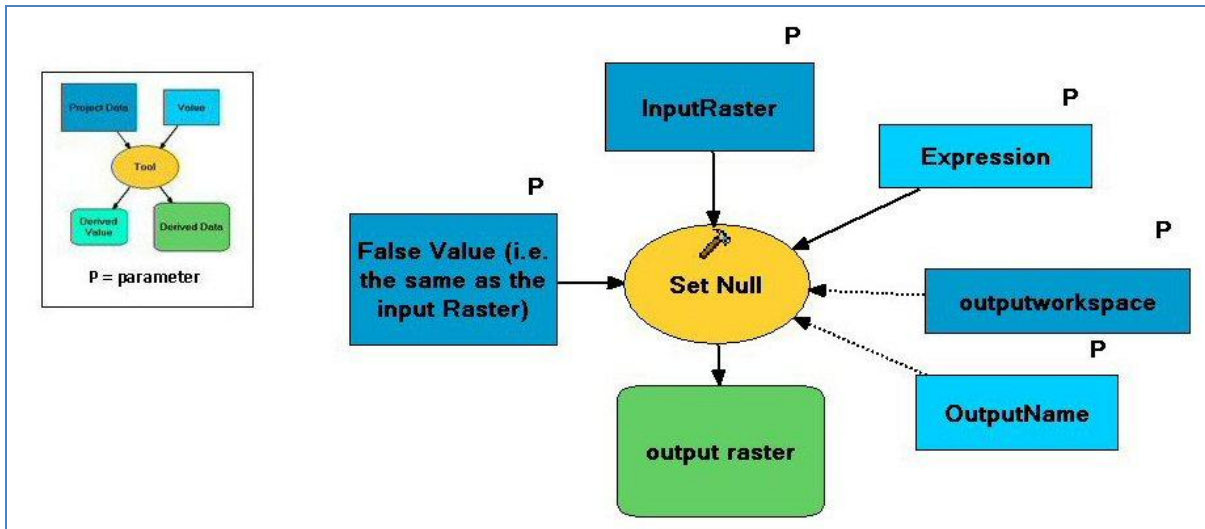 Project Data
Value
Tool
Derived
Value
Derived Data
P = parameter
P
InputRaster
P
Expression
P
False Value (i.e.
the same as the
input Raster)
Set Null
P
outputworkspace
P
OutputName
output raster